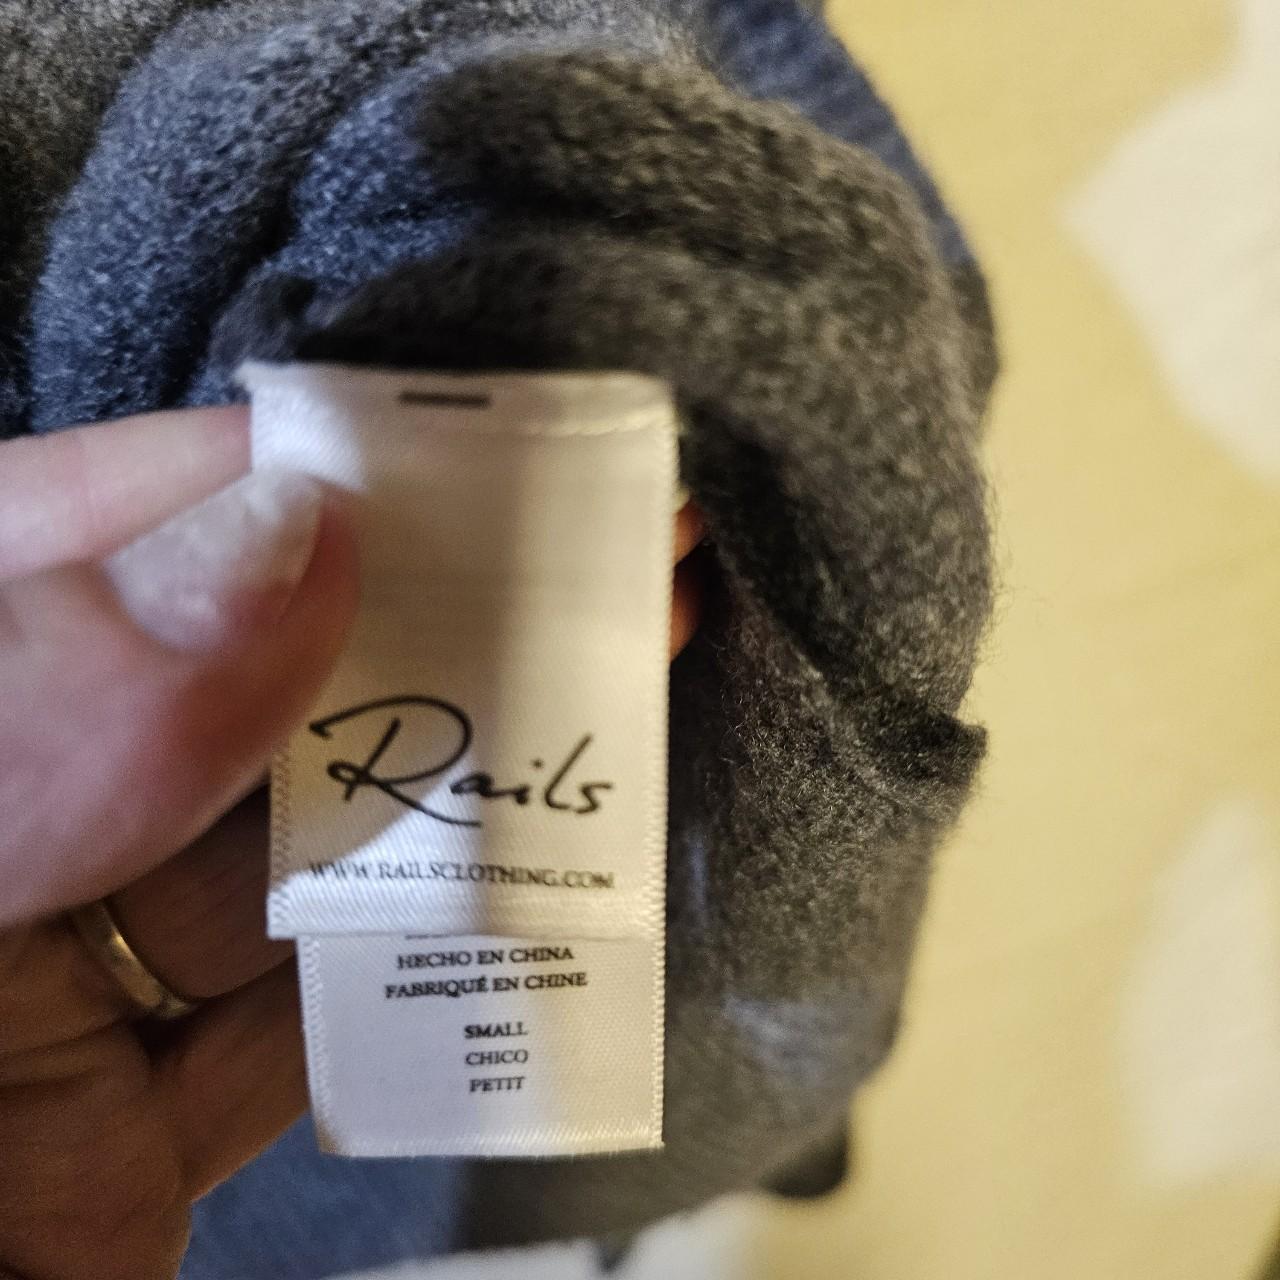 Rails
WWW.RAILSCLOTHING.COM
HECHO EN CHINA
FABRIQUÉ EN CHINE
SMALL
CHICO
PETIT